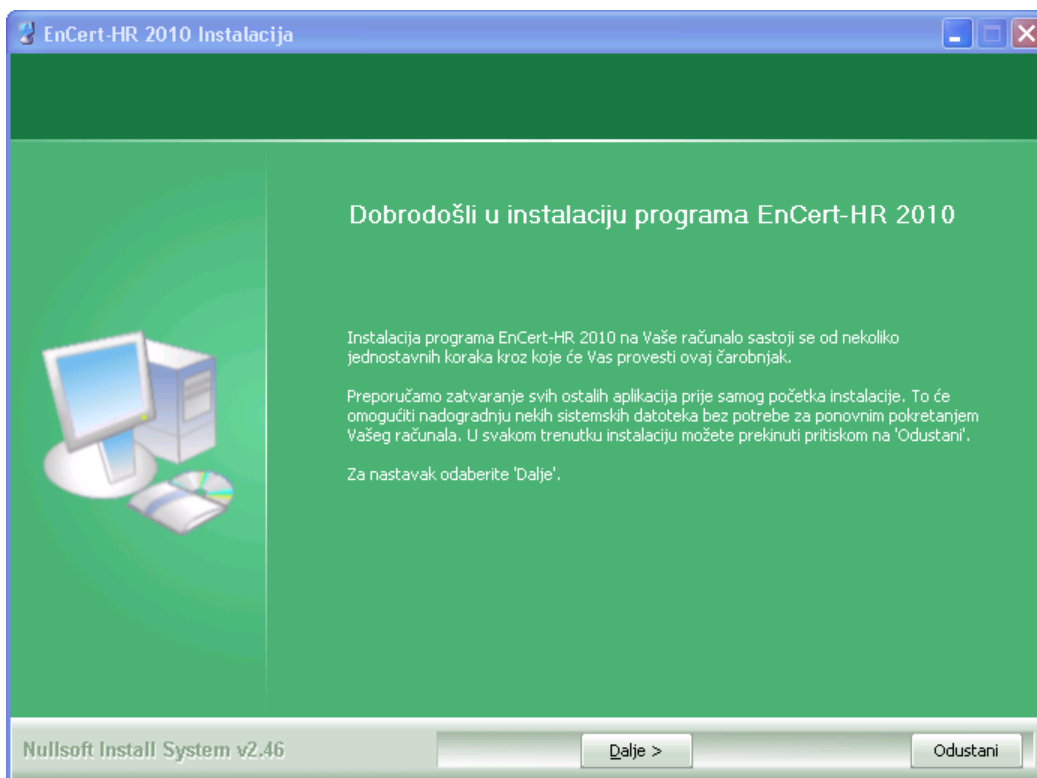 EnCert-HR 2010 Instalacija
Dobrodošli u instalaciju programa EnCert-HR 2010
Instalacija programa EnCert-HR 2010 na Vaše računalo sastoji se od nekoliko
jednostavnih koraka kroz koje će Vas provesti ovaj čarobnjak.
Preporučamo zatvaranje svih ostalih aplikacija prije samog početka instalacije. To će
omogućiti nadogradnju nekih sistemskih datoteka bez potrebe za ponovnim pokretanjem
Vašeg računala. U svakom trenutku instalaciju možete prekinuti pritiskom na 'Odustani'.
Za nastavak odaberite 'Dalje'.
Nullsoft Install System v2.46
Dalje >
Odustani